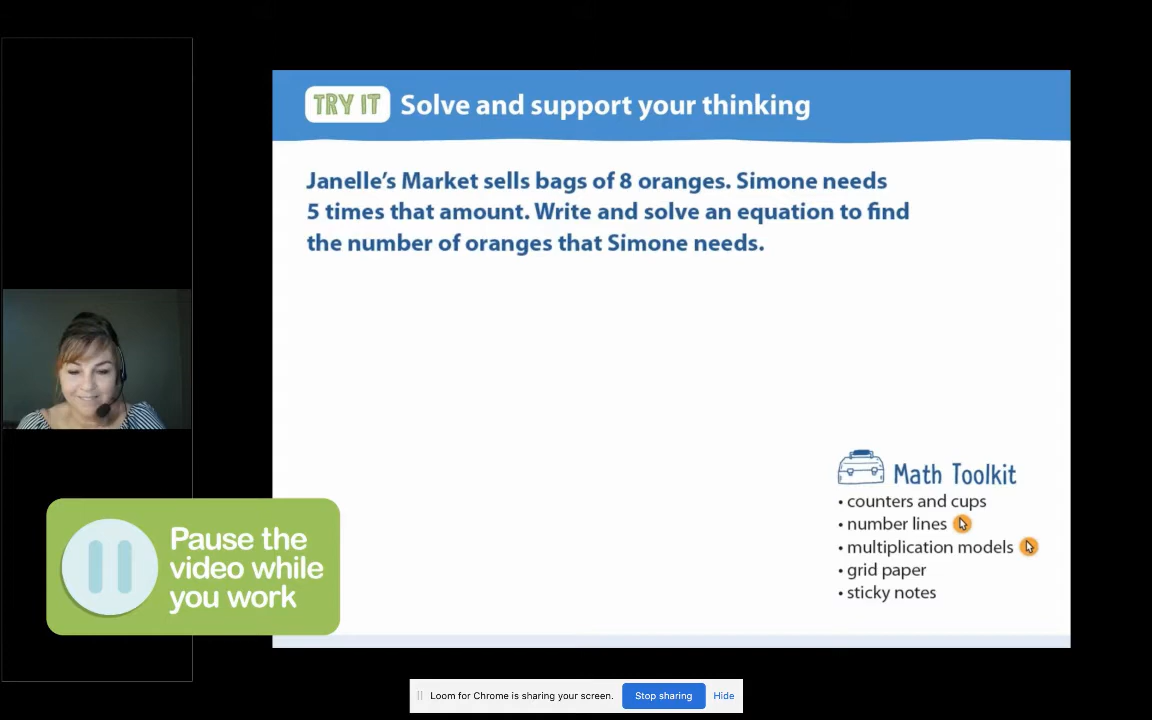 TRY IT Solve and support your thinking
Janelle's Market sells bags of 8 oranges. Simone needs
5 times that amount. Write and solve an equation to find
the number of oranges that Simone needs.
Math Toolkit
• counters and cups
• number lines
• multiplication models
• grid paper
• sticky notes
Pause the
video while
you work
Loom for Chrome is sharing your screen. Stop sharing Hide